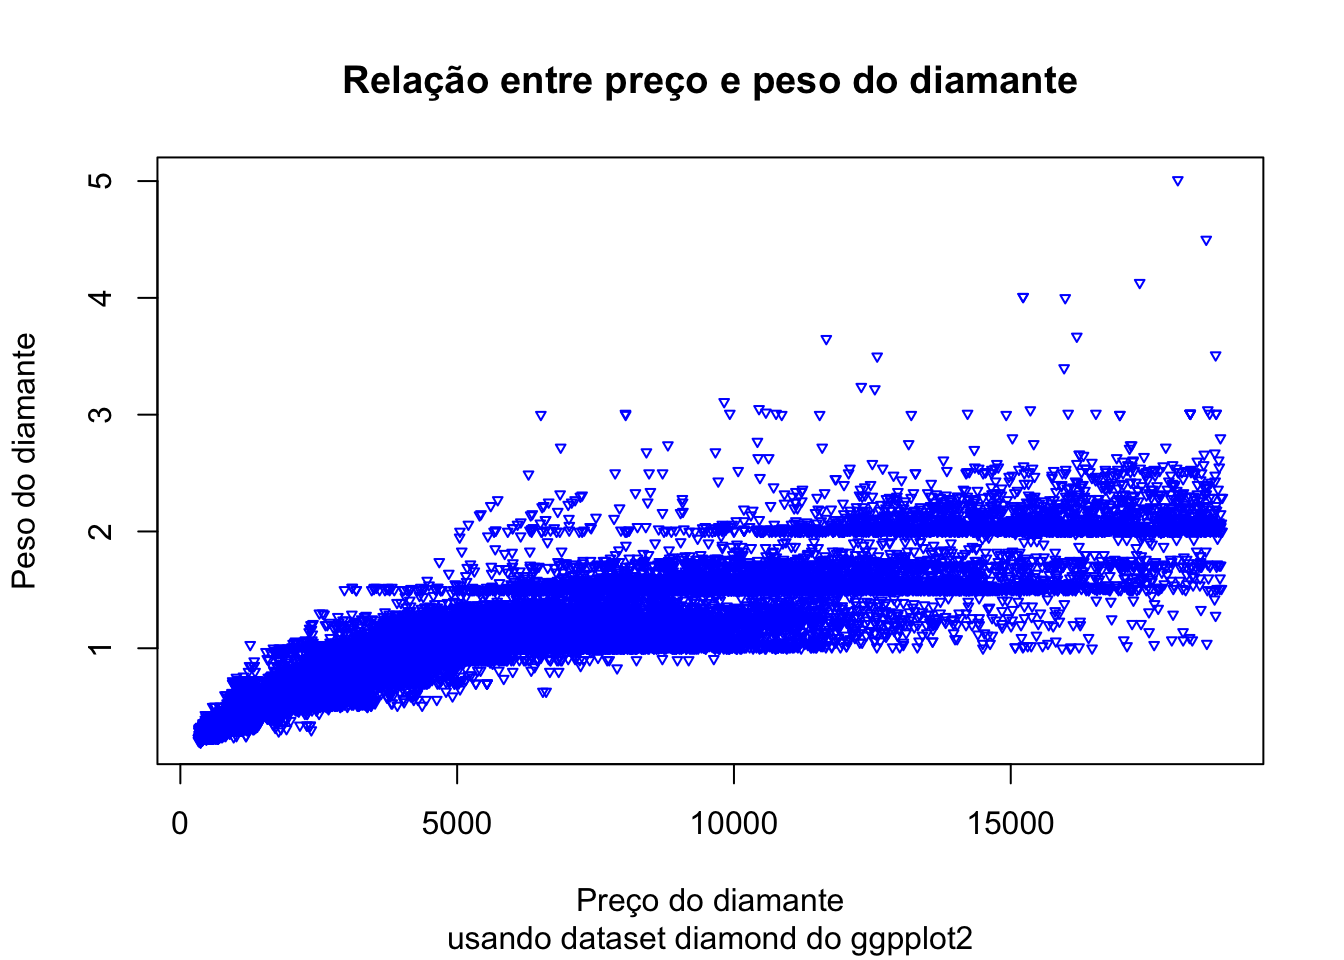 Relação entre preço e peso do diamante
Peso do diamante
5
4
3
2
1
0
5000
10000
15000
Preço do diamante
usando dataset diamond do ggpplot2